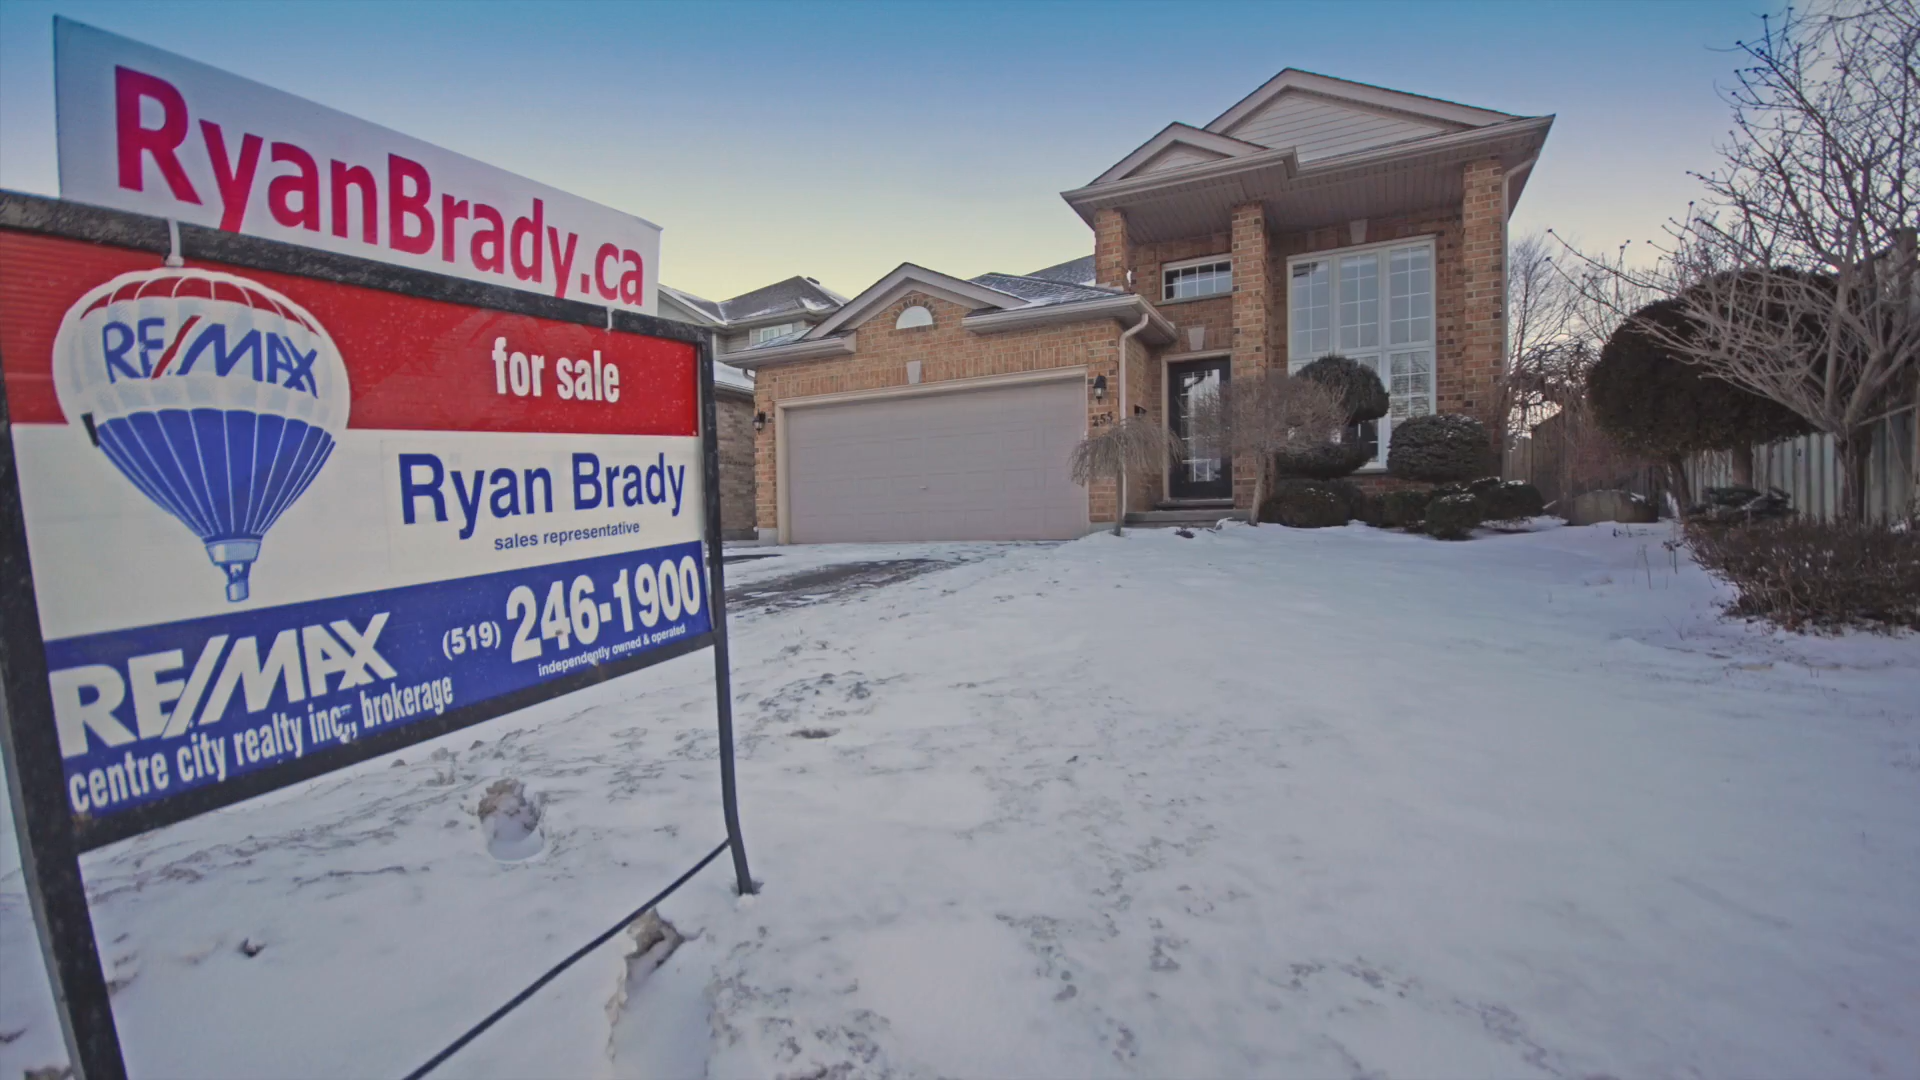 RyanBrady.ca
RE/MAX
for sale
Ryan Brady
sales representative
(519) 246-1900
independently owned & operated
RE/MAX
centre city realty inc., brokerage
255